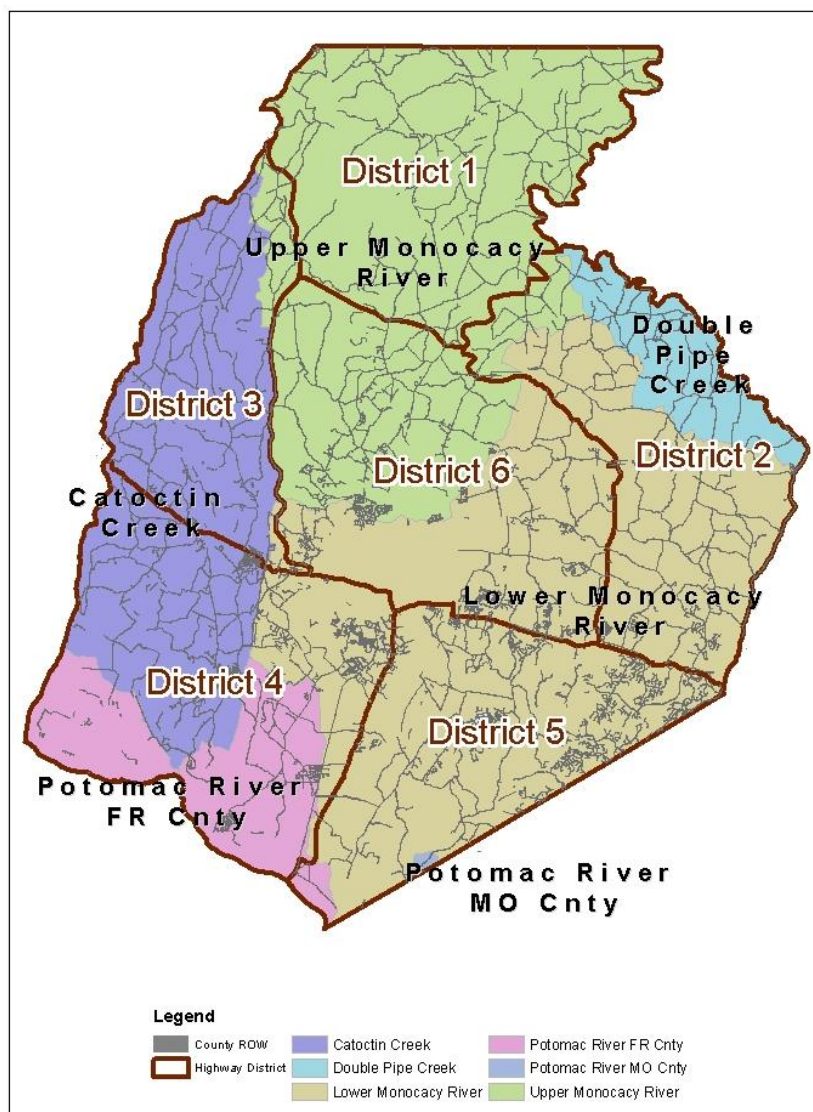 District 1
Upper Monocacy
River
Double
Pipe
Creek
District 3
District 2
District 6
Catoctin
Creek
Lower Monocacy
River
District 4
District 5
Potomac River
FR Cnty
Potomac River
MO Cnty
Legend
County ROW
Highway District
Catoctin Creek
Double Pipe Creek
Lower Monocacy River
Potomac River FR Cnty
Potomac River MO Cnty
Upper Monocacy River